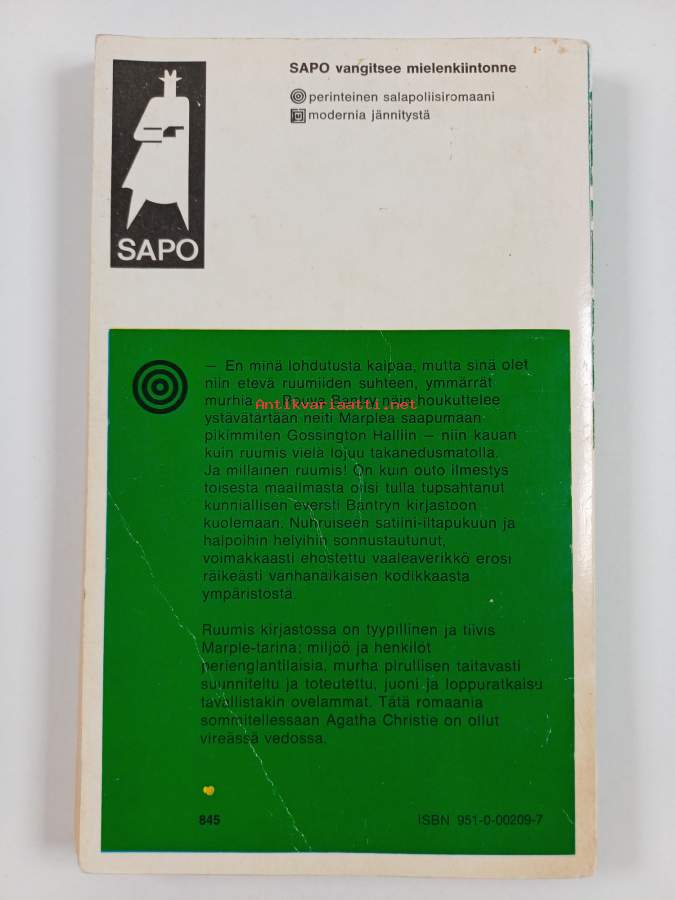 SAPO vangitsee mielenkiintonne
perinteinen salapoliisiromaani
modernia jännitystä
SAPO
— En minä lohdutusta kaipaa, mutta sinä olet
niin etevä ruumiiden suhteen, ymmärrät
murhia Rouva Bantry näin houkuttelee
Antikvariaatti.net
ystävätärtään neiti Marplea saapumaan
pikimmiten Gossington Halliin — niin kauan
kuin ruumis vielä lojuu takanedusmatolla.
Ja millainen ruumis! On kuin outo ilmestys
toisesta maailmasta olisi tulla tupsahtanut
kunniallisen eversti Bantryn kirjastoon
kuolemaan. Nuhruiseen satiini-iltapukuun ja
halpoihin helyihin sonnustautunut,
voimakkaasti ehostettu vaaleaverikkö erosi
räikeästi vanhanaikaisen kodikkaasta
ympäristöstä.
Ruumis kirjastossa on tyypillinen ja tiivis
Marple-tarina; miljöö ja henkilöt
perienglantilaisia, murha pirullisen taitavasti
suunniteltu ja toteutettu, juoni ja loppuratkaisu
tavallistakin ovelammat. Tätä romaania
sommitellessaan Agatha Christie on ollut
vireässä vedossa.
845
ISBN 951-0-00209-7